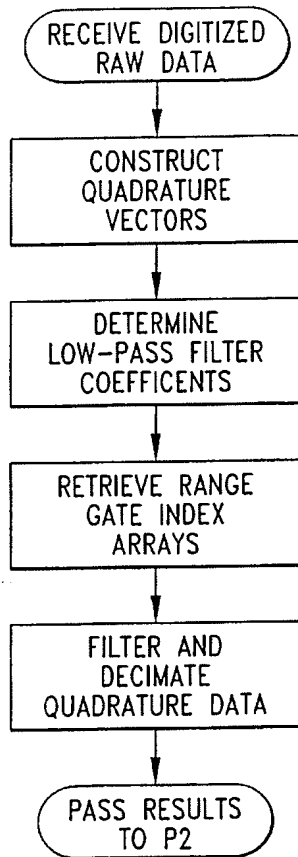 RECEIVE DIGITIZED
RAW DATA
CONSTRUCT
QUADRATURE
VECTORS
DETERMINE
LOW-PASS FILTER
COEFFICENTS
RETRIEVE RANGE
GATE INDEX
ARRAYS
FILTER AND
DECIMATE
QUADRATURE DATA
PASS RESULTS
TO P2